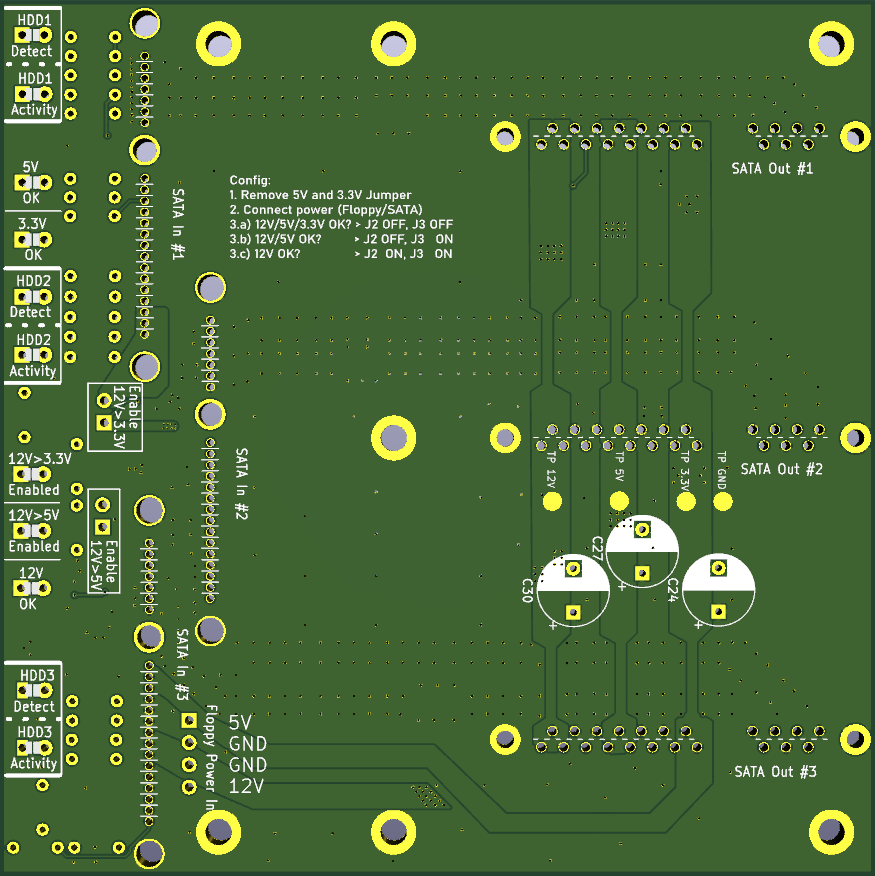 HDD1
Detect
HDD1
Activity
5V
OK
3.3V
OK
HDD2
Detect
HDD2
Activity
12V>3.3V
Enabled
12V>5V
Enabled
12V
OK
HDD3
Detect
HDD3
Activity
Enable
12V>3.3V
Enable
12V>5V
SATA In #1
SATA In #2
SATA In #3
Config:
1. Remove 5V and 3.3V Jumper
2. Connect power (Floppy/SATA)
3.a) 12V/5V/3.3V OK? > J2 OFF, J3 OFF
3.b) 12V/5V OK? > J2 OFF, J3 ON
3.c) 12V OK? > J2 ON, J3 ON
Floppy Power In
5V
GND
GND
12V
SATA Out #1
SATA Out #2
SATA Out #3
TP 12V
TP 5V
TP 3.3V
TP GND
C30
+
C27
+
C24
+